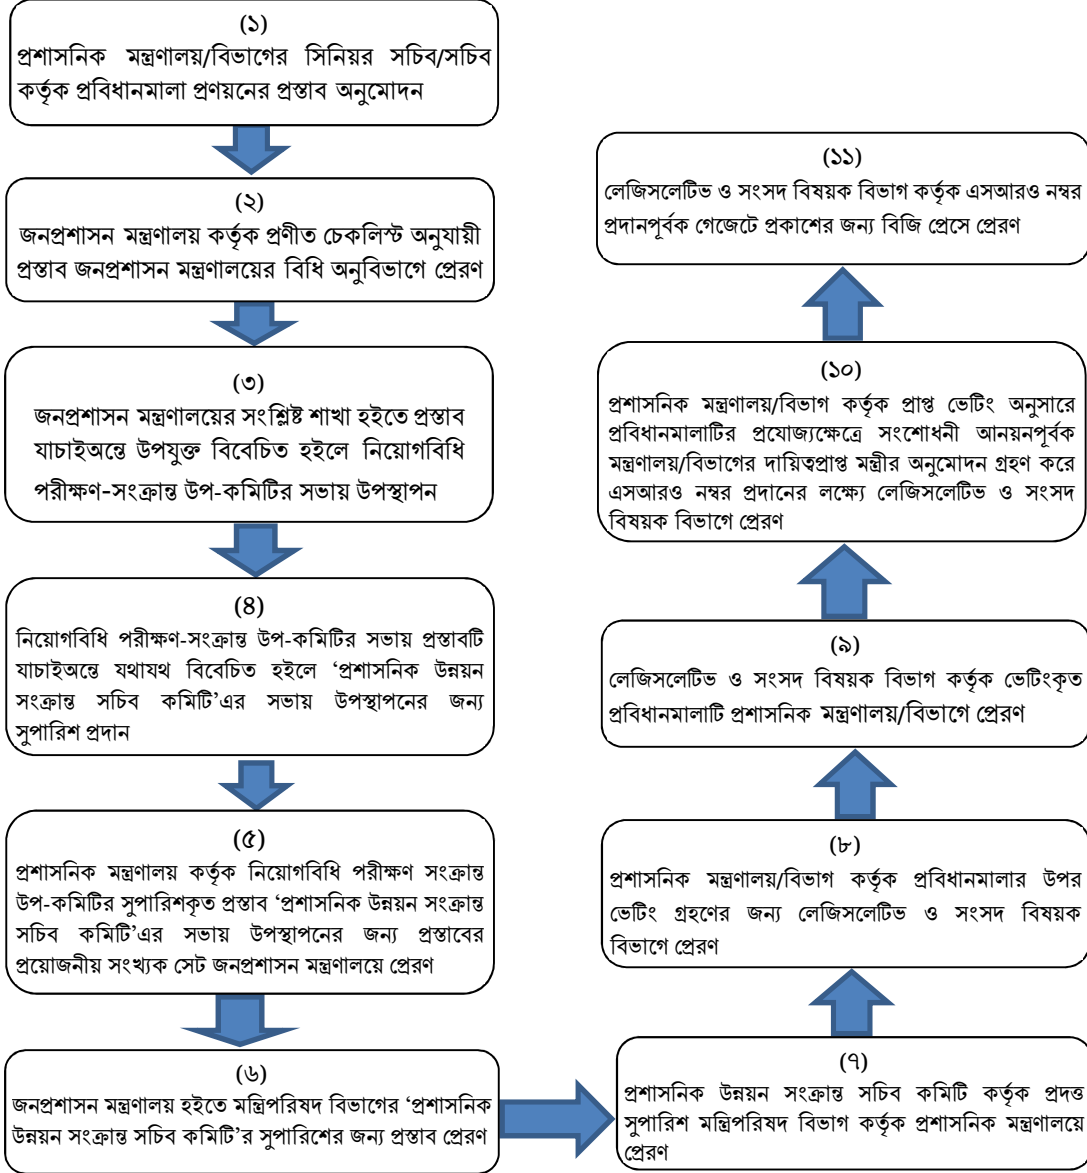 (১)
প্রশাসনিক মন্ত্রণালয়/বিভাগের সিনিয়র সচিব/সচিব
কর্তৃক প্রবিধানমালা প্রণয়নের প্রস্তাব অনুমোদন
(২)
জনপ্রশাসন মন্ত্রণালয় কর্তৃক প্রণীত চেকলিস্ট অনুযায়ী
প্রস্তাব জনপ্রশাসন মন্ত্রণালয়ের বিধি অনুবিভাগে প্রেরণ
(৩)
জনপ্রশাসন মন্ত্রণালয়ের সংশ্লিষ্ট শাখা হইতে প্রস্তাব
যাচাইঅন্তে উপযুক্ত বিবেচিত হইলে নিয়োগবিধি
পরীক্ষণ-সংক্রান্ত উপ-কমিটির সভায় উপস্থাপন
(৪)
নিয়োগবিধি পরীক্ষণ-সংক্রান্ত উপ-কমিটির সভায় প্রস্তাবটি
যাচাইঅন্তে যথাযথ বিবেচিত হইলে ‘প্রশাসনিক উন্নয়ন
সংক্রান্ত সচিব কমিটি’এর সভায় উপস্থাপনের জন্য
সুপারিশ প্রদান
(৫)
প্রশাসনিক মন্ত্রণালয় কর্তৃক নিয়োগবিধি পরীক্ষণ সংক্রান্ত
উপ-কমিটির সুপারিশকৃত প্রস্তাব ‘প্রশাসনিক উন্নয়ন সংক্রান্ত
সচিব কমিটি’এর সভায় উপস্থাপনের জন্য প্রস্তাবের
প্রয়োজনীয় সংখ্যক সেট জনপ্রশাসন মন্ত্রণালয়ে প্রেরণ
(৬)
জনপ্রশাসন মন্ত্রণালয় হইতে মন্ত্রিপরিষদ বিভাগের ‘প্রশাসনিক
উন্নয়ন সংক্রান্ত সচিব কমিটি’র সুপারিশের জন্য প্রস্তাব প্রেরণ
(৭)
প্রশাসনিক উন্নয়ন সংক্রান্ত সচিব কমিটি কর্তৃক প্রদত্ত
সুপারিশ মন্ত্রিপরিষদ বিভাগ কর্তৃক প্রশাসনিক মন্ত্রণালয়ে
প্রেরণ
(৮)
প্রশাসনিক মন্ত্রণালয়/বিভাগ কর্তৃক প্রবিধানমালার উপর
ভেটিং গ্রহণের জন্য লেজিসলেটিভ ও সংসদ বিষয়ক
বিভাগে প্রেরণ
(৯)
লেজিসলেটিভ ও সংসদ বিষয়ক বিভাগ কর্তৃক ভেটিংকৃত
প্রবিধানমালাটি প্রশাসনিক মন্ত্রণালয়/বিভাগে প্রেরণ
(১০)
প্রশাসনিক মন্ত্রণালয়/বিভাগ কর্তৃক প্রাপ্ত ভেটিং অনুসারে
প্রবিধানমালাটির প্রযোজ্যক্ষেত্রে সংশোধনী আনয়নপূর্বক
মন্ত্রণালয়/বিভাগের দায়িত্বপ্রাপ্ত মন্ত্রীর অনুমোদন গ্রহণ করে
এসআরও নম্বর প্রদানের লক্ষ্যে লেজিসলেটিভ ও সংসদ
বিষয়ক বিভাগে প্রেরণ
(১১)
লেজিসলেটিভ ও সংসদ বিষয়ক বিভাগ কর্তৃক এসআরও নম্বর
প্রদানপূর্বক গেজেটে প্রকাশের জন্য বিজি প্রেসে প্রেরণ